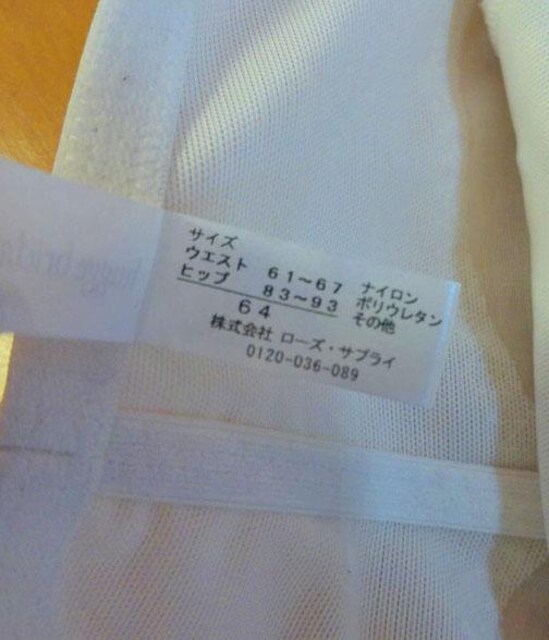 サイズ
ウエスト 61~67 ナイロン
ヒップ 83~93 ポリウレタン
64 その他
株式会社 ローズ・サプライ
0120-036-089